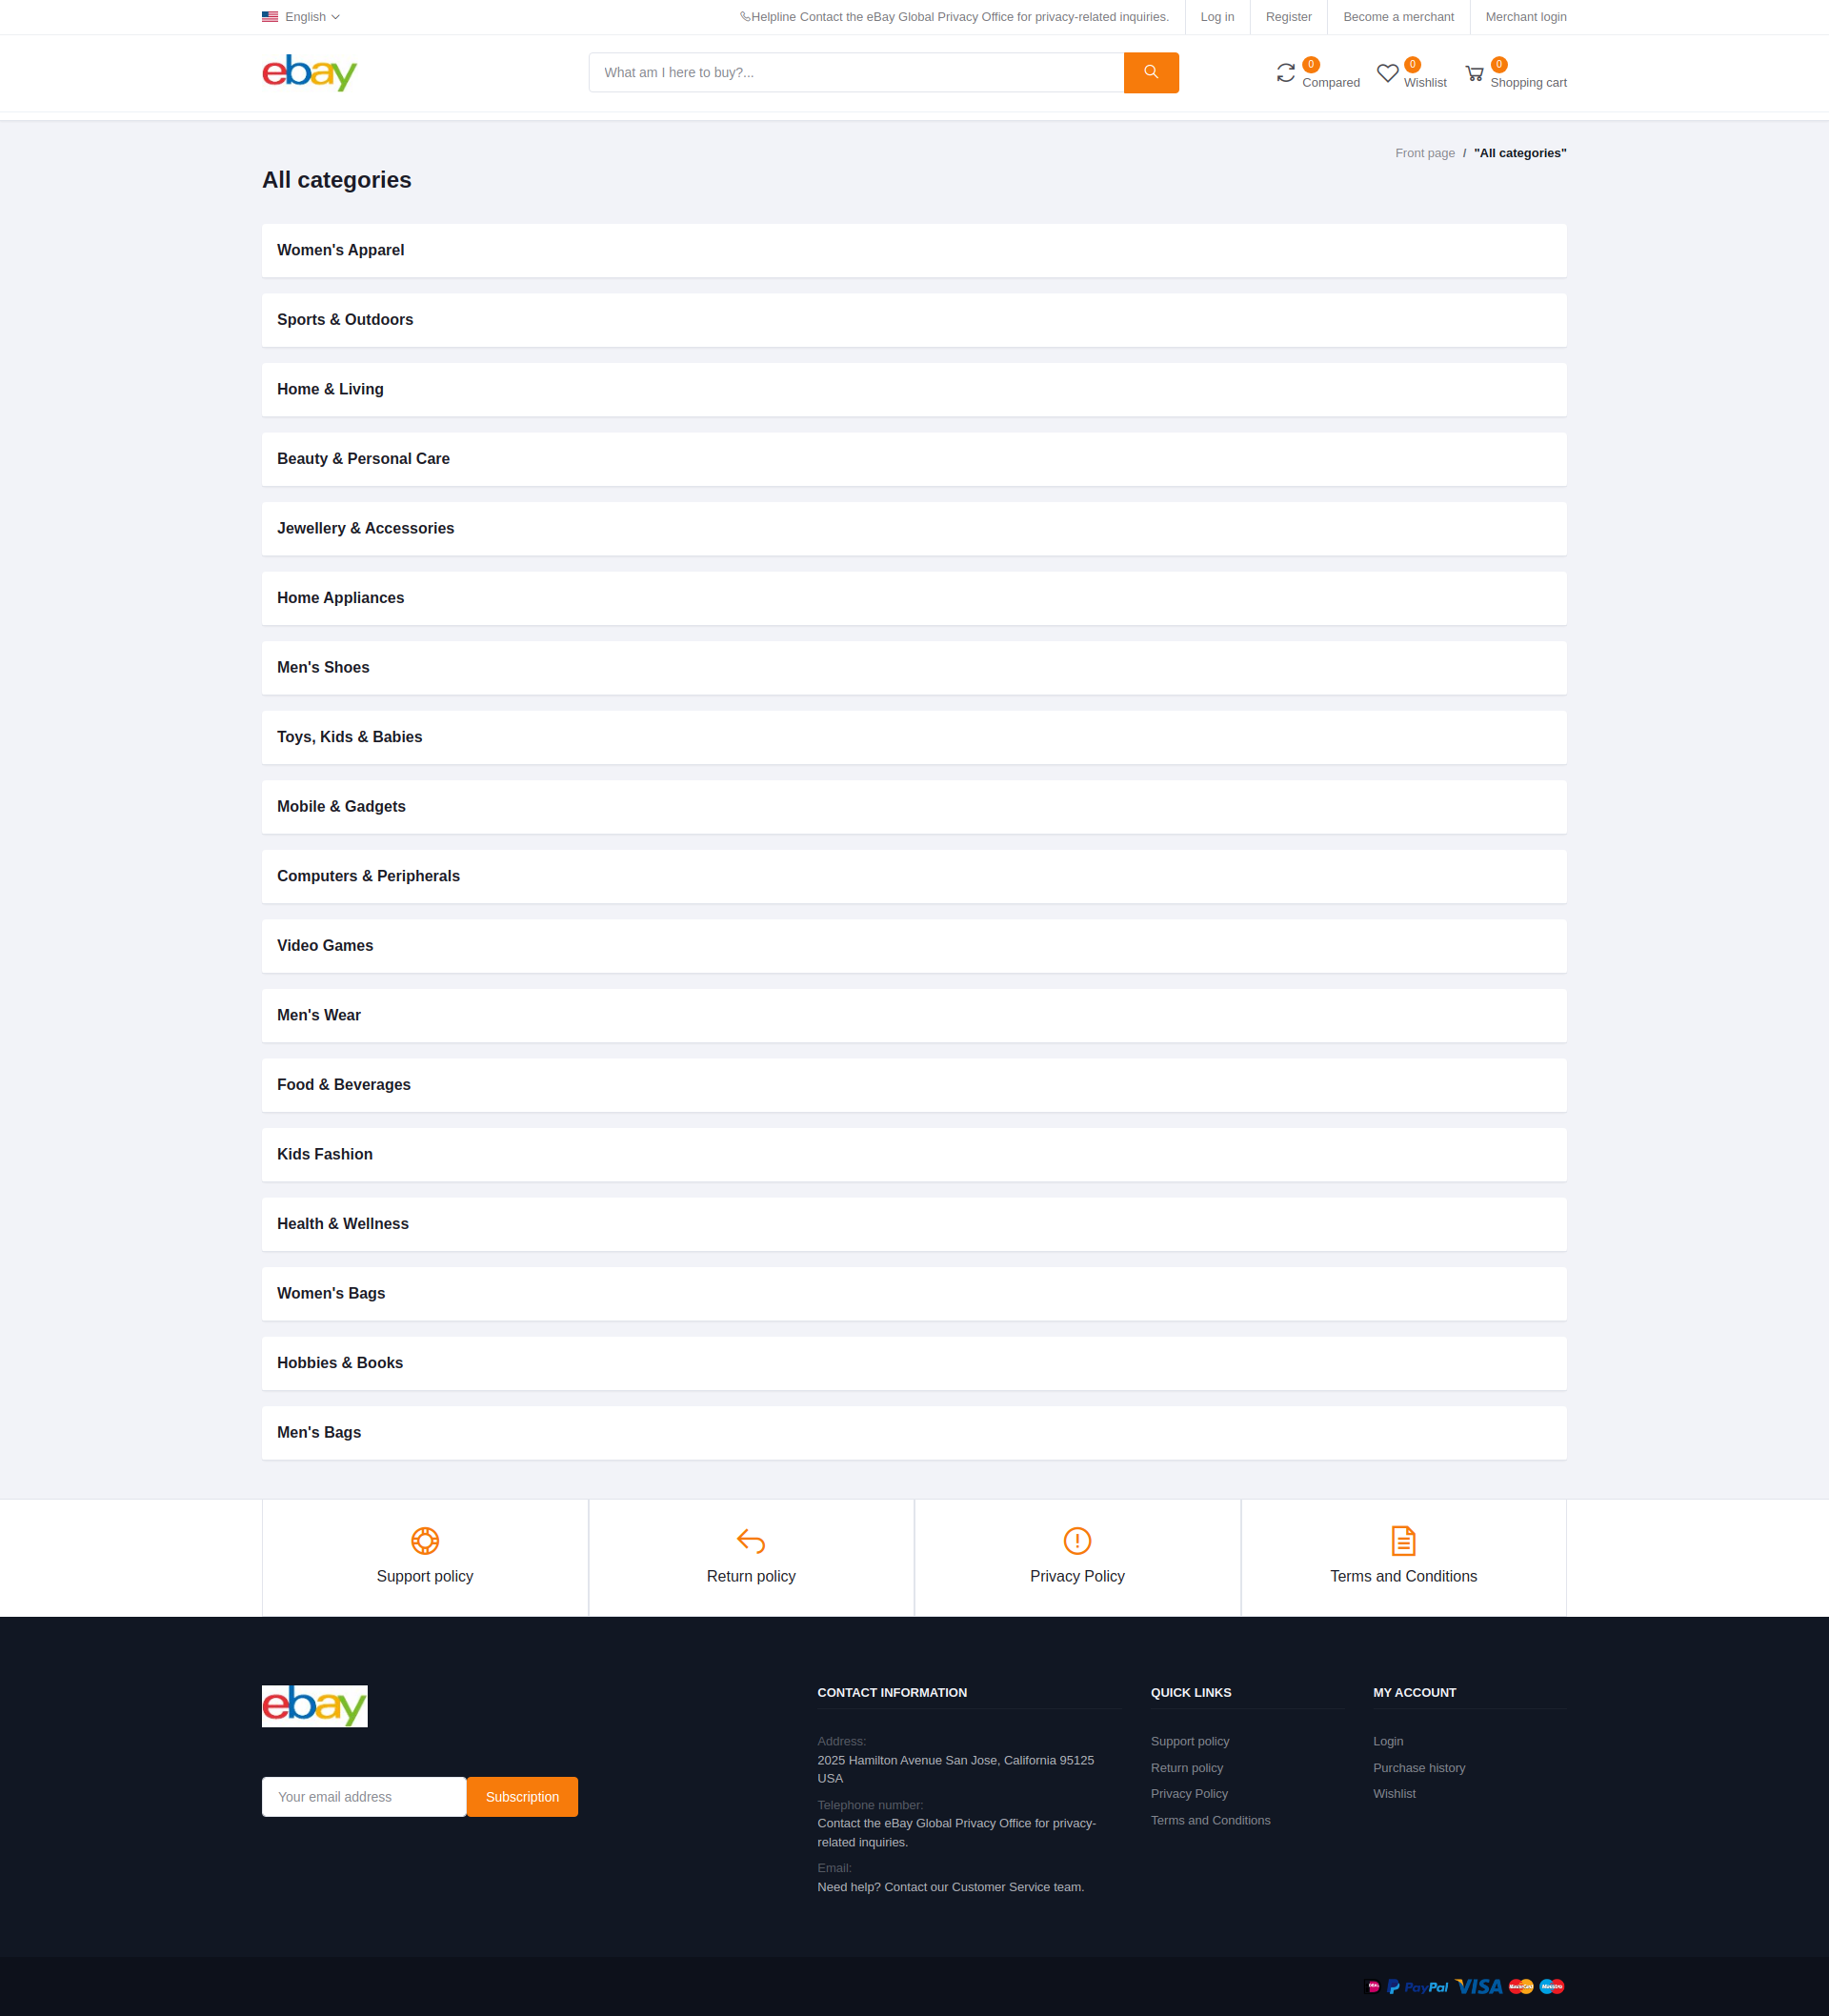 English
Helpline Contact the eBay Global Privacy Office for privacy-related inquiries.
Log in
Register
Become a merchant
Merchant login
ebay
What am I here to buy?...
0
Compared
0
Wishlist
0
Shopping cart
Front page / "All categories"
All categories
Women's Apparel
Sports & Outdoors
Home & Living
Beauty & Personal Care
Jewellery & Accessories
Home Appliances
Men's Shoes
Toys, Kids & Babies
Mobile & Gadgets
Computers & Peripherals
Video Games
Men's Wear
Food & Beverages
Kids Fashion
Health & Wellness
Women's Bags
Hobbies & Books
Men's Bags
Support policy
Return policy
Privacy Policy
Terms and Conditions
ebay
Your email address
Subscription
CONTACT INFORMATION
Address:
2025 Hamilton Avenue San Jose, California 95125
USA
Telephone number:
Contact the eBay Global Privacy Office for privacy-
related inquiries.
Email:
Need help? Contact our Customer Service team.
QUICK LINKS
Support policy
Return policy
Privacy Policy
Terms and Conditions
MY ACCOUNT
Login
Purchase history
Wishlist
PayPal
VISA
MasterCard
Maestro